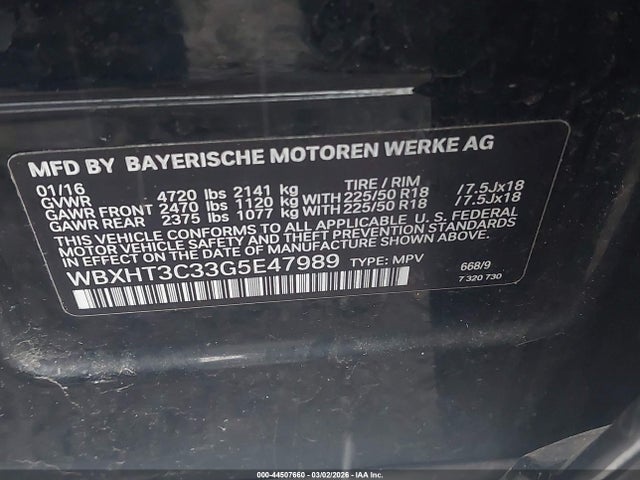 MFD BY BAYERISCHE MOTOREN WERKE AG
01/16 TIRE / RIM
GVWR 4720 lbs 2141 kg
GAWR FRONT 2470 lbs 1120 kg WITH 225/50 R18 /7.5Jx18
GAWR REAR 2375 lbs 1077 kg WITH 225/50 R18 /7.5Jx18
THIS VEHICLE CONFORMS TO ALL APPLICABLE U. S. FEDERAL
MOTOR VEHICLE SAFETY, BUMPER, AND THEFT PREVENTION STANDARDS
IN EFFECT ON THE DATE OF MANUFACTURE SHOWN ABOVE.
WBXHT3C33G5E47989 TYPE: MPV 668/9
7 320 730
000-44507660 - 03/02/2026 - IAA Inc.